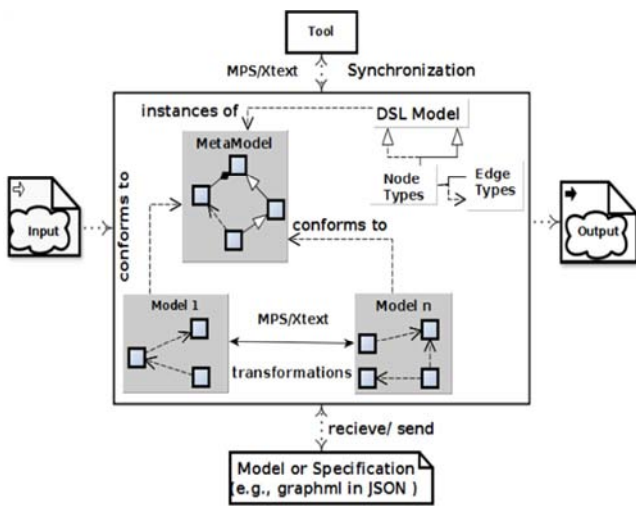 Tool
MPS/Xtext
Synchronization
instances of
DSL Model
MetaModel
Node
Types
Edge
Types
Input
conforms to
conforms to
Output
Model 1
MPS/Xtext
transformations
Model n
recieve/ send
Model or Specification
(e.g., graphml in JSON )